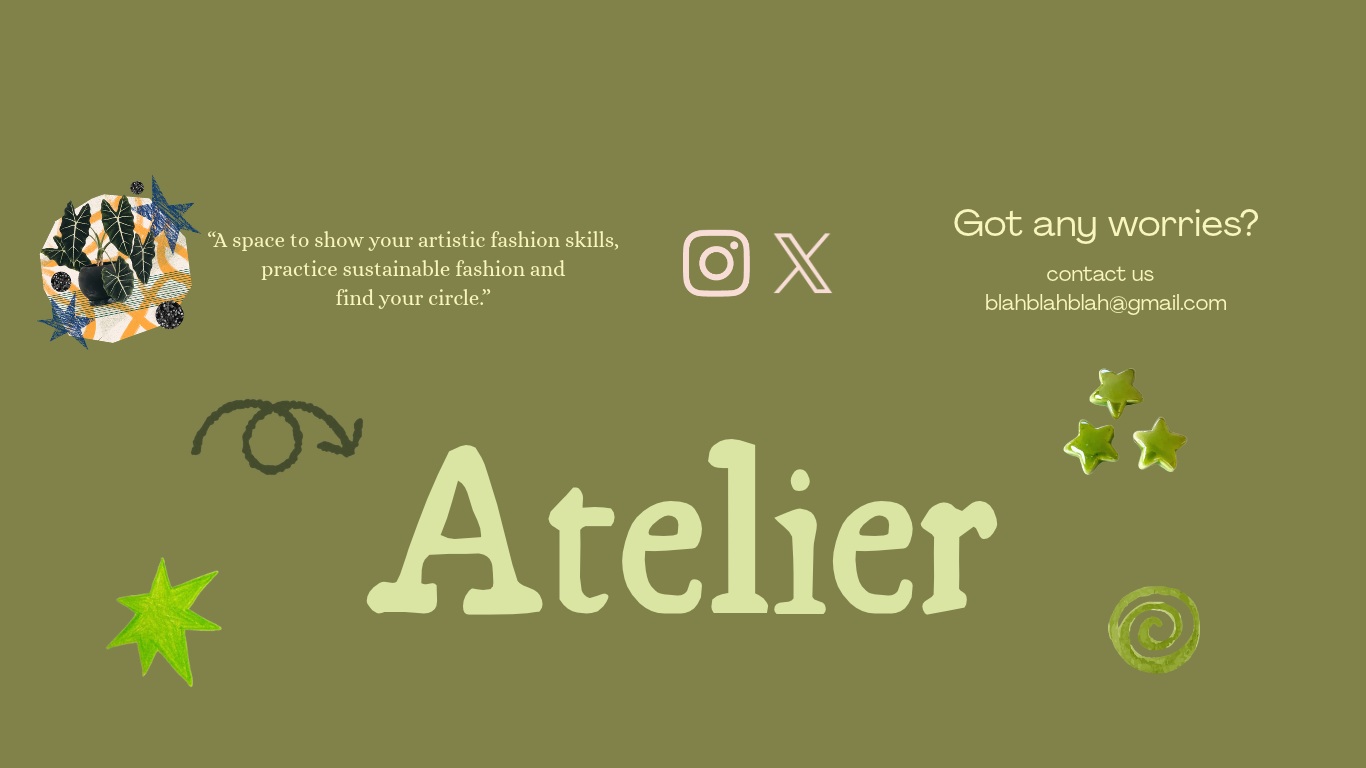 “A space to show your artistic fashion skills,
practice sustainable fashion and
find your circle.”
Got any worries?
contact us
blahblahblah@gmail.com
Atelier